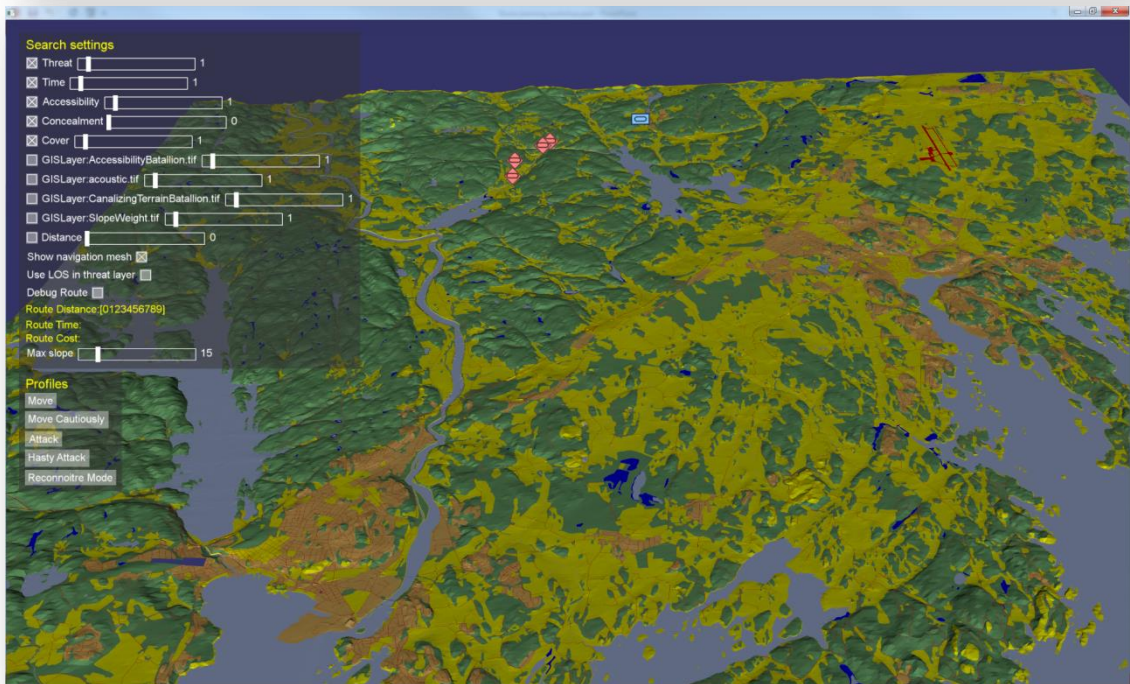 Search settings
Threat 1
Time 1
Accessibility 1
Concealment 0
Cover 1
GISLayer:AccessibilityBatallion.tif 1
GISLayer:acoustic.tif 1
GISLayer:CanalizingTerrainBatallion.tif 1
GISLayer:SlopeWeight.tif 1
Distance 0
Show navigation mesh
Use LOS in threat layer
Debug Route
Route Distance:[0123456789]
Route Time:
Route Cost:
Max slope 15
Profiles
Move
Move Cautiously
Attack
Hasty Attack
Reconnoitre Mode